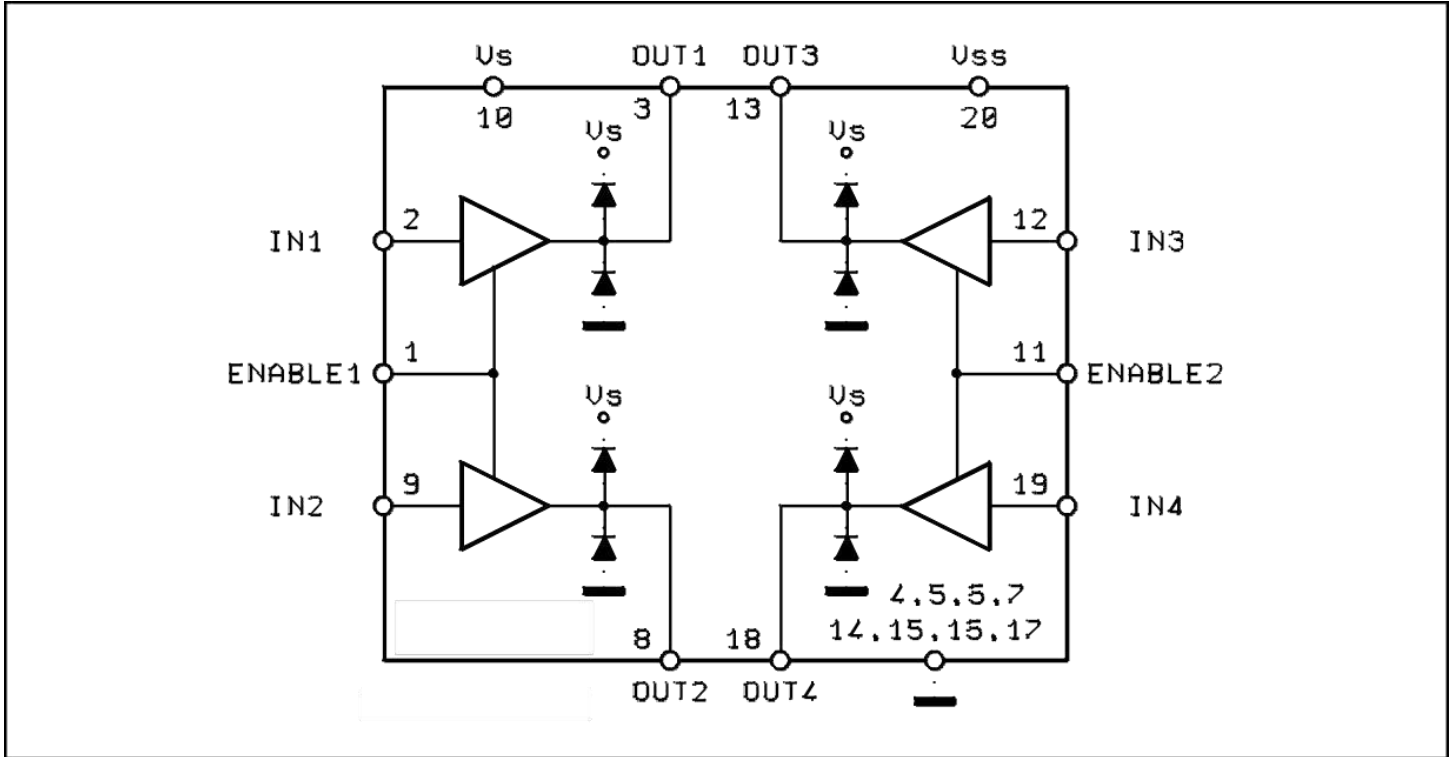 Vs OUT1 OUT3 Vss
10 3 13 20
Vs Vs
2 12
IN1 IN3
1 11
ENABLE1 ENABLE2
Vs Vs
9 19
IN2 IN4
4,5,5,7
8 18 14,15,15,17
OUT2 OUT4